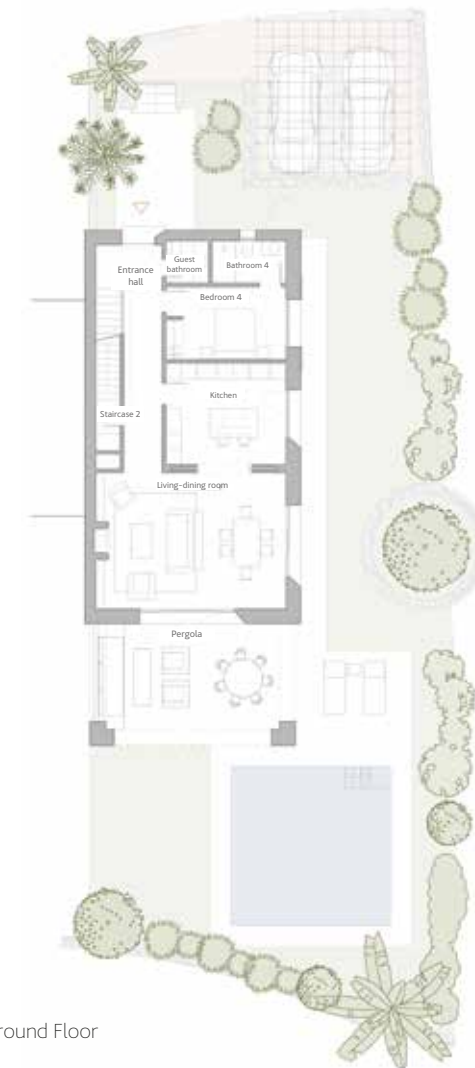 Entrance
hall
Guest
bathroom
Bathroom 4
Bedroom 4
Kitchen
Staircase 2
Living-dining room
Pergola
round Floor